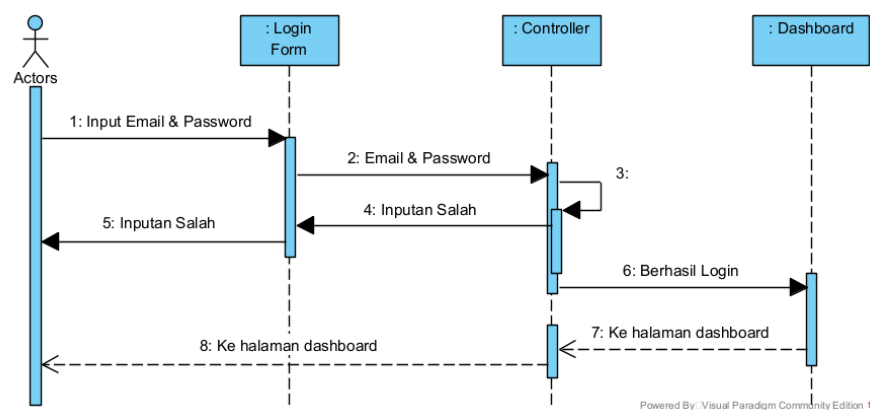 : Login
Form
: Controller
: Dashboard
Actors
1: Input Email & Password
2: Email & Password
3:
4: Inputan Salah
5: Inputan Salah
6: Berhasil Login
7: Ke halaman dashboard
8: Ke halaman dashboard
Powered By Visual Paradigm Community Edition